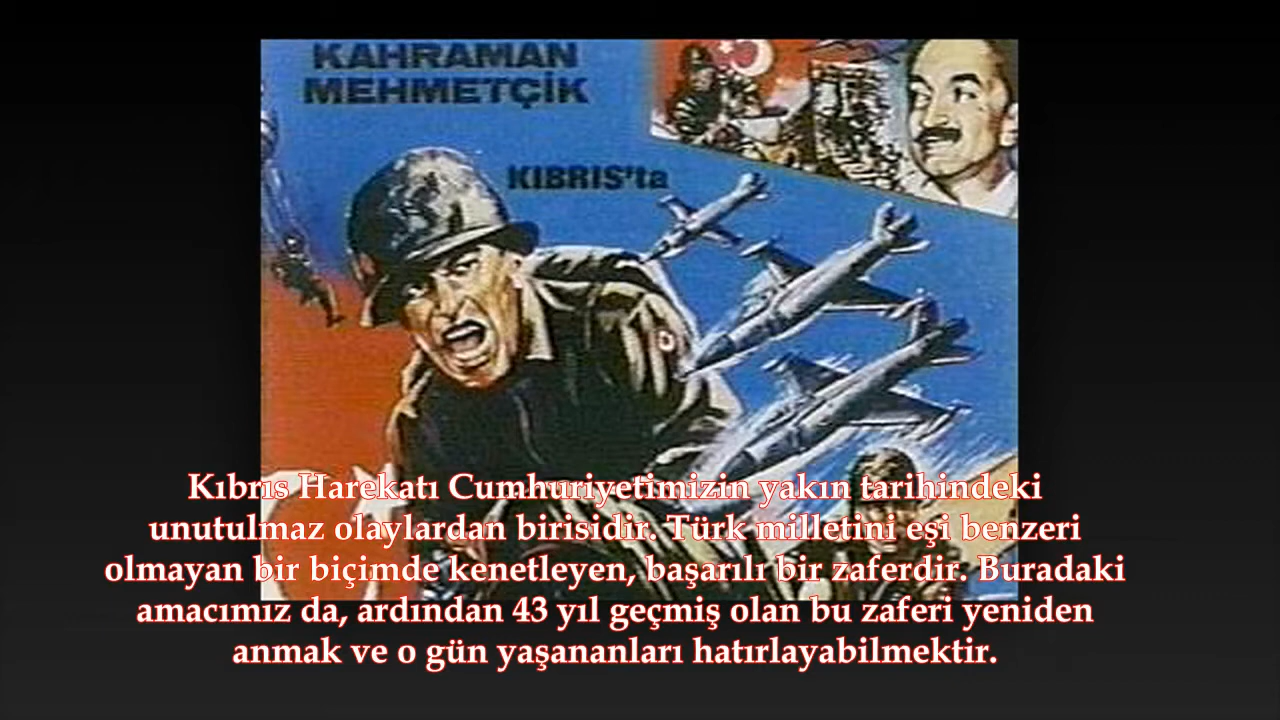 KAHRAMAN
MEHMETÇİK
KIBRIS'ta
Kıbrıs Harekatı Cumhuriyetimizin yakın tarihindeki
unutulmaz olaylardan birisidir. Türk milletini eşi benzeri
olmayan bir biçimde kenetleyen, başarılı bir zaferdir. Buradaki
amacımız da, ardından 43 yıl geçmiş olan bu zaferi yeniden
anmak ve o gün yaşananları hatırlayabilmektir.